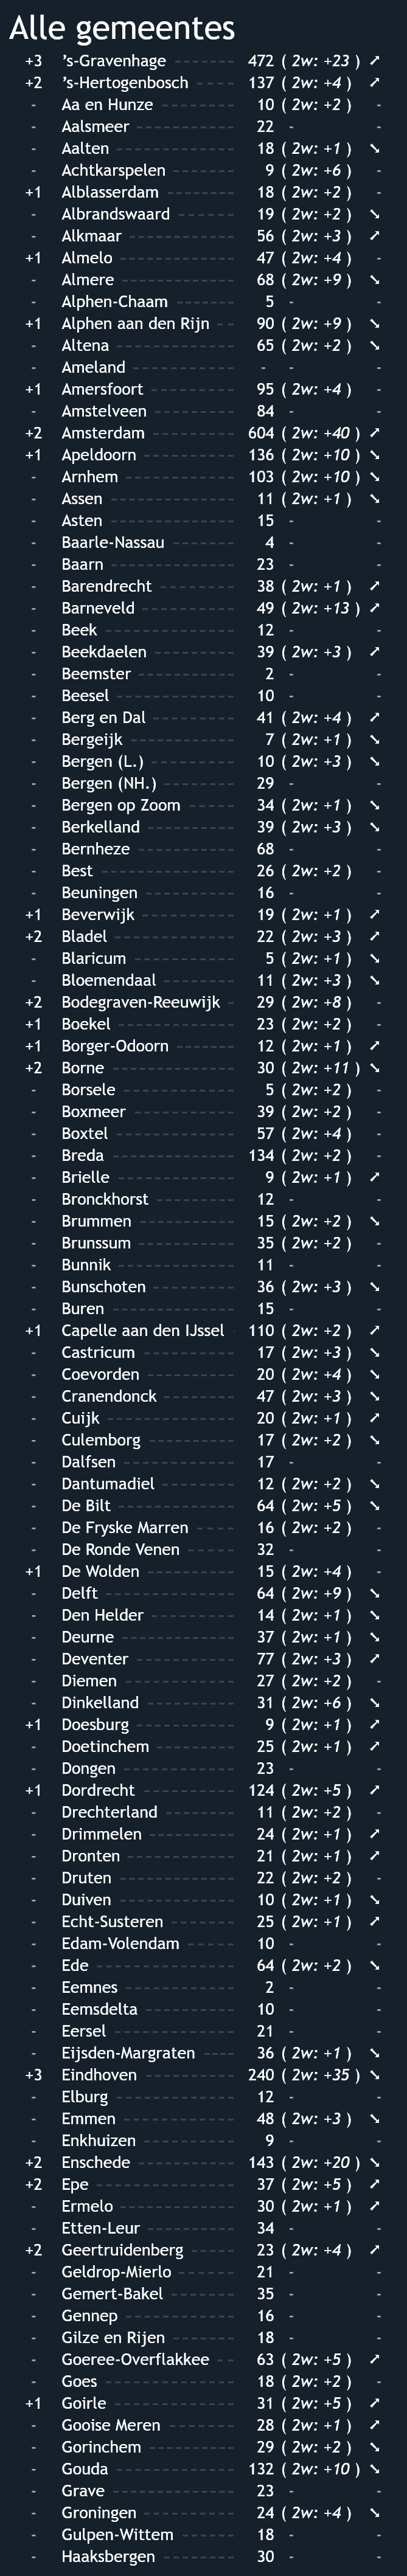 Alle gemeentes
+3 's-Gravenhage 472 ( 2w: +23 ) ➚
+2 's-Hertogenbosch 137 ( 2w: +4 ) ➚
- Aa en Hunze 10 ( 2w: +2 ) -
- Aalsmeer 22 - -
- Aalten 18 ( 2w: +1 ) ➘
- Achtkarspelen 9 ( 2w: +6 ) -
+1 Alblasserdam 18 ( 2w: +2 ) -
- Albrandswaard 19 ( 2w: +2 ) ➘
- Alkmaar 56 ( 2w: +3 ) ➚
+1 Almelo 47 ( 2w: +4 ) -
- Almere 68 ( 2w: +9 ) ➘
- Alphen-Chaam 5 - -
+1 Alphen aan den Rijn 90 ( 2w: +9 ) ➘
- Altena 65 ( 2w: +2 ) ➘
- Ameland - - -
+1 Amersfoort 95 ( 2w: +4 ) -
- Amstelveen 84 - -
+2 Amsterdam 604 ( 2w: +40 ) ➚
+1 Apeldoorn 136 ( 2w: +10 ) ➘
- Arnhem 103 ( 2w: +10 ) ➘
- Assen 11 ( 2w: +1 ) ➘
- Asten 15 - -
- Baarle-Nassau 4 - -
- Baarn 23 - -
- Barendrecht 38 ( 2w: +1 ) ➚
- Barneveld 49 ( 2w: +13 ) ➚
- Beek 12 - -
- Beekdaelen 39 ( 2w: +3 ) ➚
- Beemster 2 - -
- Beesel 10 - -
- Berg en Dal 41 ( 2w: +4 ) ➚
- Bergeijk 7 ( 2w: +1 ) ➘
- Bergen (L.) 10 ( 2w: +3 ) ➘
- Bergen (NH.) 29 - -
- Bergen op Zoom 34 ( 2w: +1 ) ➘
- Berkelland 39 ( 2w: +3 ) ➘
- Bernheze 68 - -
- Best 26 ( 2w: +2 ) -
- Beuningen 16 - -
+1 Beverwijk 19 ( 2w: +1 ) ➚
+2 Bladel 22 ( 2w: +3 ) ➚
- Blaricum 5 ( 2w: +1 ) ➘
- Bloemendaal 11 ( 2w: +3 ) ➘
+2 Bodegraven-Reeuwijk 29 ( 2w: +8 ) -
+1 Boekel 23 ( 2w: +2 ) -
+1 Borger-Odoorn 12 ( 2w: +1 ) ➚
+2 Borne 30 ( 2w: +11 ) ➘
- Borsele 5 ( 2w: +2 ) -
- Boxmeer 39 ( 2w: +2 ) -
- Boxtel 57 ( 2w: +4 ) -
- Breda 134 ( 2w: +2 ) -
- Brielle 9 ( 2w: +1 ) ➚
- Bronckhorst 12 - -
- Brummen 15 ( 2w: +2 ) ➘
- Brunssum 35 ( 2w: +2 ) -
- Bunnik 11 - -
- Bunschoten 36 ( 2w: +3 ) ➘
- Buren 15 - -
+1 Capelle aan den IJssel 110 ( 2w: +2 ) ➚
- Castricum 17 ( 2w: +3 ) ➘
- Coevorden 20 ( 2w: +4 ) ➘
- Cranendonck 47 ( 2w: +3 ) ➘
- Cuijk 20 ( 2w: +1 ) ➚
- Culemborg 17 ( 2w: +2 ) ➘
- Dalfsen 17 - -
- Dantumadiel 12 ( 2w: +2 ) ➘
- De Bilt 64 ( 2w: +5 ) ➘
- De Fryske Marren 16 ( 2w: +2 ) -
- De Ronde Venen 32 - -
+1 De Wolden 15 ( 2w: +4 ) -
- Delft 64 ( 2w: +9 ) ➘
- Den Helder 14 ( 2w: +1 ) ➘
- Deurne 37 ( 2w: +1 ) ➘
- Deventer 77 ( 2w: +3 ) ➚
- Diemen 27 ( 2w: +2 ) -
- Dinkelland 31 ( 2w: +6 ) ➘
+1 Doesburg 9 ( 2w: +1 ) ➚
- Doetinchem 25 ( 2w: +1 ) ➚
- Dongen 23 - -
+1 Dordrecht 124 ( 2w: +5 ) ➚
- Drechterland 11 ( 2w: +2 ) -
- Drimmelen 24 ( 2w: +1 ) ➚
- Dronten 21 ( 2w: +1 ) ➚
- Druten 22 ( 2w: +2 ) -
- Duiven 10 ( 2w: +1 ) ➘
- Echt-Susteren 25 ( 2w: +1 ) ➚
- Edam-Volendam 10 - -
- Ede 64 ( 2w: +2 ) ➘
- Eemnes 2 - -
- Eemsdelta 10 - -
- Eersel 21 - -
- Eijsden-Margraten 36 ( 2w: +1 ) ➘
+3 Eindhoven 240 ( 2w: +35 ) ➘
- Elburg 12 - -
- Emmen 48 ( 2w: +3 ) ➘
- Enkhuizen 9 - -
+2 Enschede 143 ( 2w: +20 ) ➘
+2 Epe 37 ( 2w: +5 ) ➚
- Ermelo 30 ( 2w: +1 ) ➚
- Etten-Leur 34 - -
+2 Geertruidenberg 23 ( 2w: +4 ) ➚
- Geldrop-Mierlo 21 - -
- Gemert-Bakel 35 - -
- Gennep 16 - -
- Gilze en Rijen 18 - -
- Goeree-Overflakkee 63 ( 2w: +5 ) ➚
- Goes 18 ( 2w: +2 ) -
+1 Goirle 31 ( 2w: +5 ) ➚
- Gooise Meren 28 ( 2w: +1 ) ➚
- Gorinchem 29 ( 2w: +2 ) ➘
- Gouda 132 ( 2w: +10 ) ➘
- Grave 23 - -
- Groningen 24 ( 2w: +4 ) ➘
- Gulpen-Wittem 18 - -
- Haaksbergen 30 - -